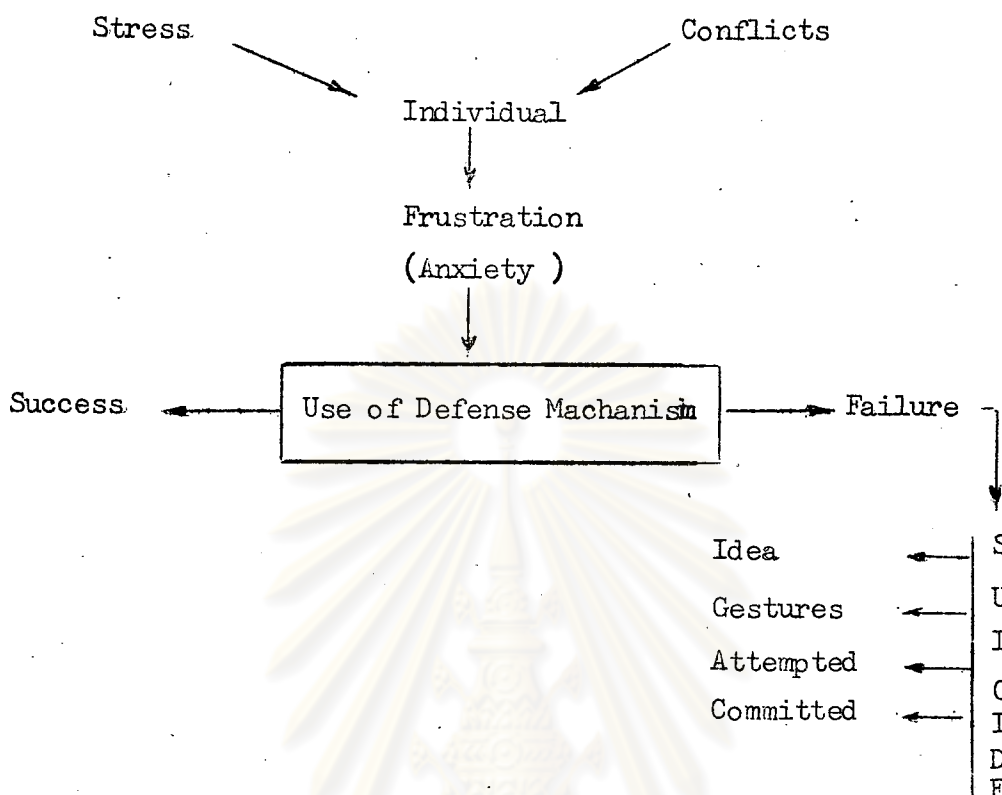 Stress Conflicts
Individual
Frustration
(Anxiety )
Success Use of Defense Machanism Failure
Idea S
Gestures U
I
Attempted
C
Committed I
D
E